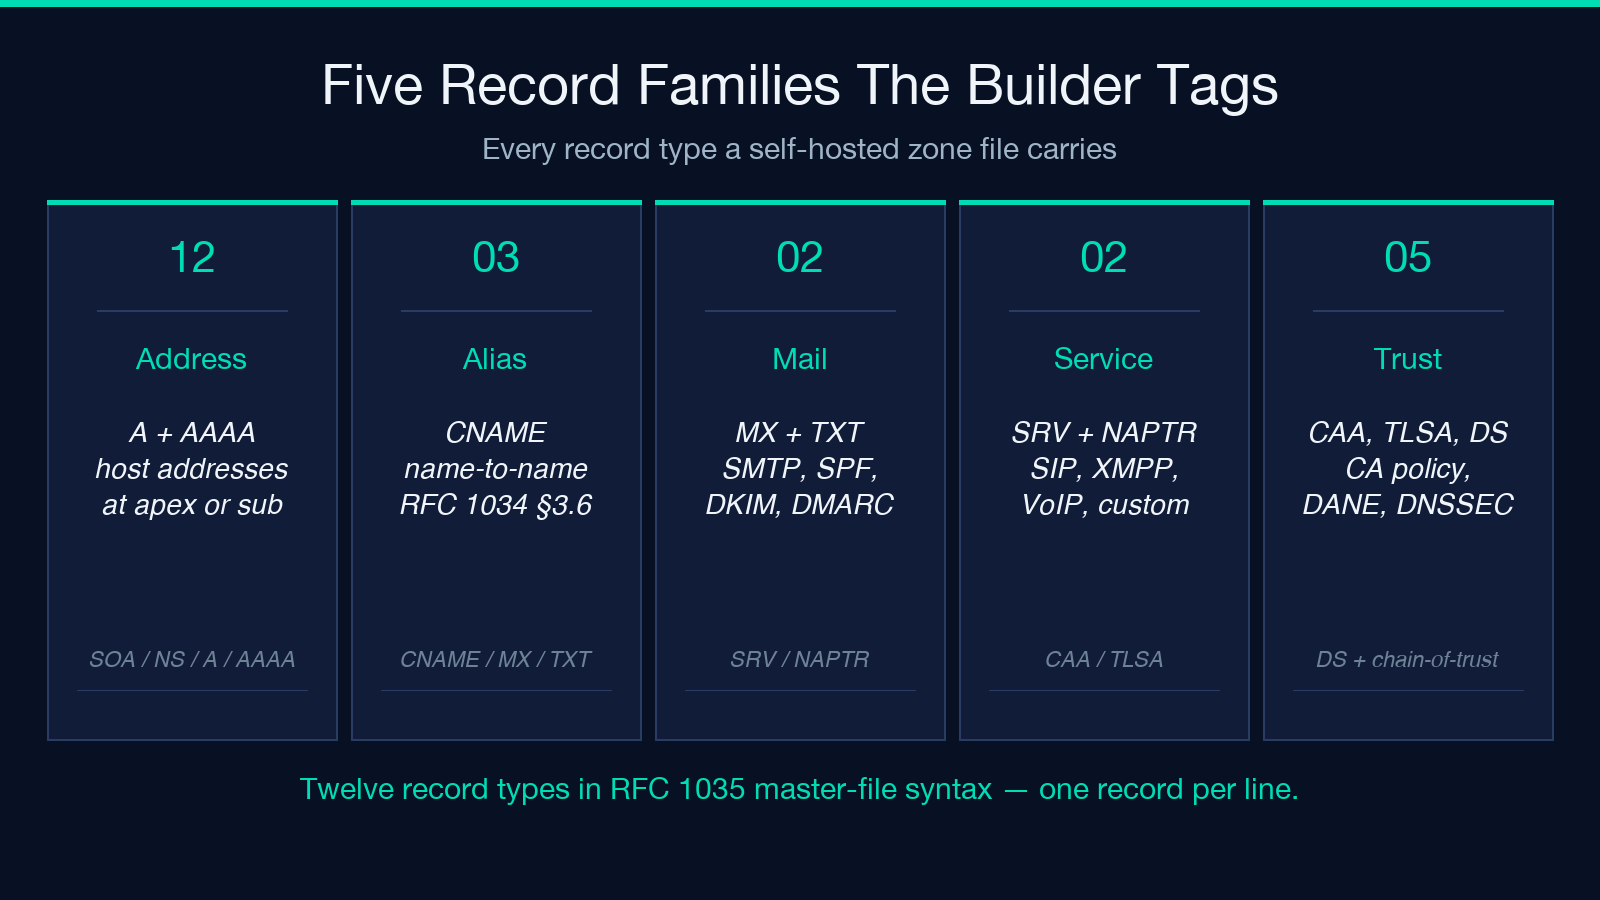 Five Record Families The Builder Tags
Every record type a self-hosted zone file carries
12
Address
A + AAAA
host addresses
at apex or sub
SOA / NS / A / AAAA
03
Alias
CNAME
name-to-name
RFC 1034 §3.6
CNAME / MX / TXT
02
Mail
MX + TXT
SMTP, SPF,
DKIM, DMARC
SRV / NAPTR
02
Service
SRV + NAPTR
SIP, XMPP,
VoIP, custom
CAA / TLSA
05
Trust
CAA, TLSA, DS
CA policy,
DANE, DNSSEC
DS + chain-of-trust
Twelve record types in RFC 1035 master-file syntax — one record per line.